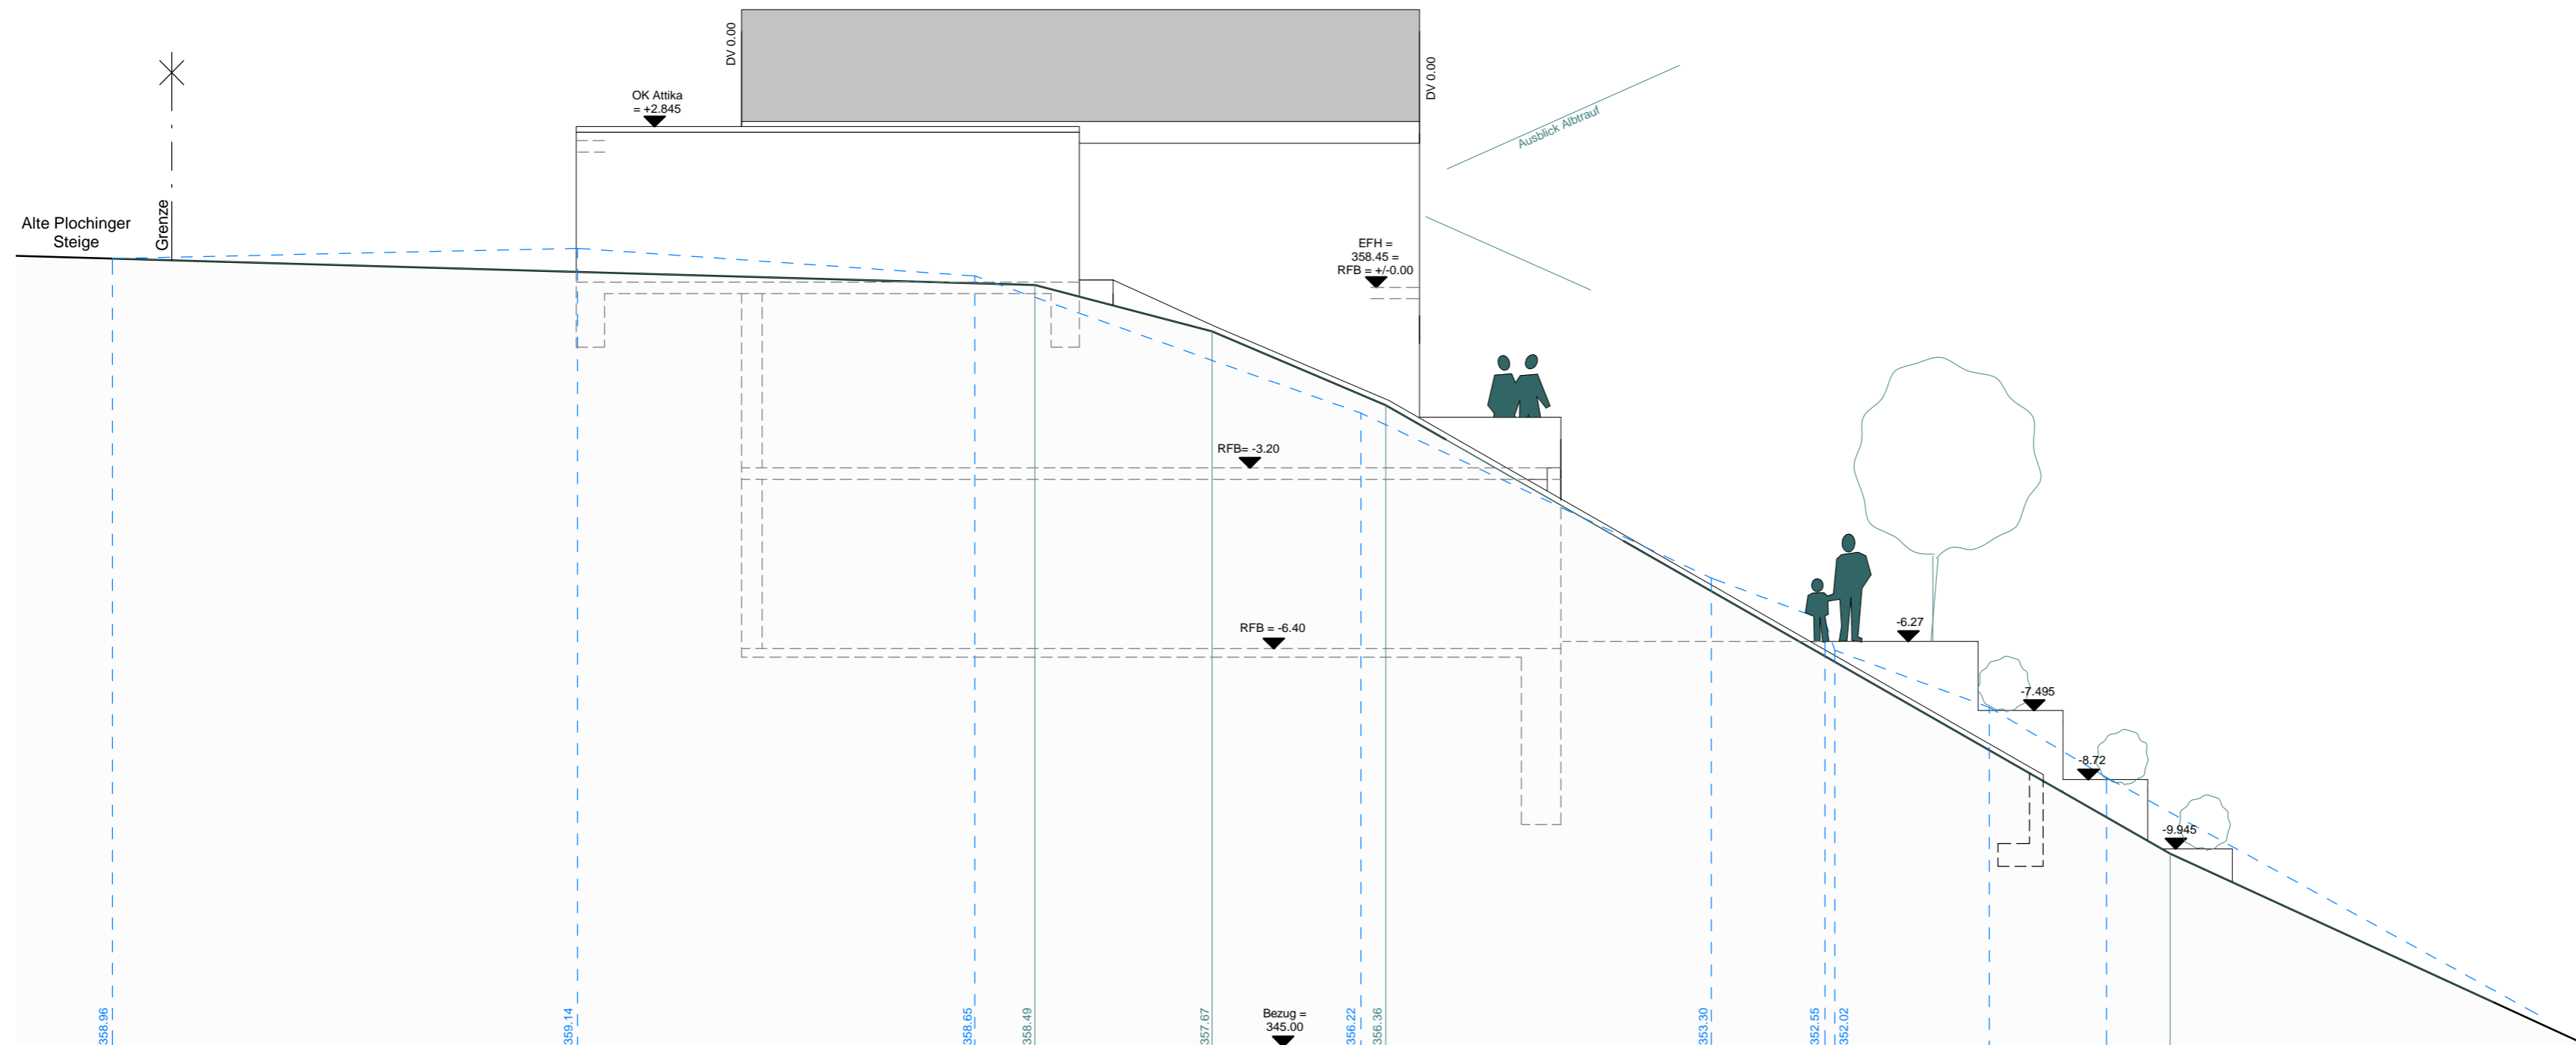 DV 0.00
DV 0.00
OK Attika
= +2.845
Ausblick Albtrauf
Alte Plochinger
Steige
Grenze
EFH =
358.45 =
RFB = +/-0.00
RFB= -3.20
RFB = -6.40
-6.27
-7.495
-8.72
-9.945
358.96
359.14
358.65
358.49
357.67
Bezug =
345.00
356.22
356.36
353.30
352.55
352.02